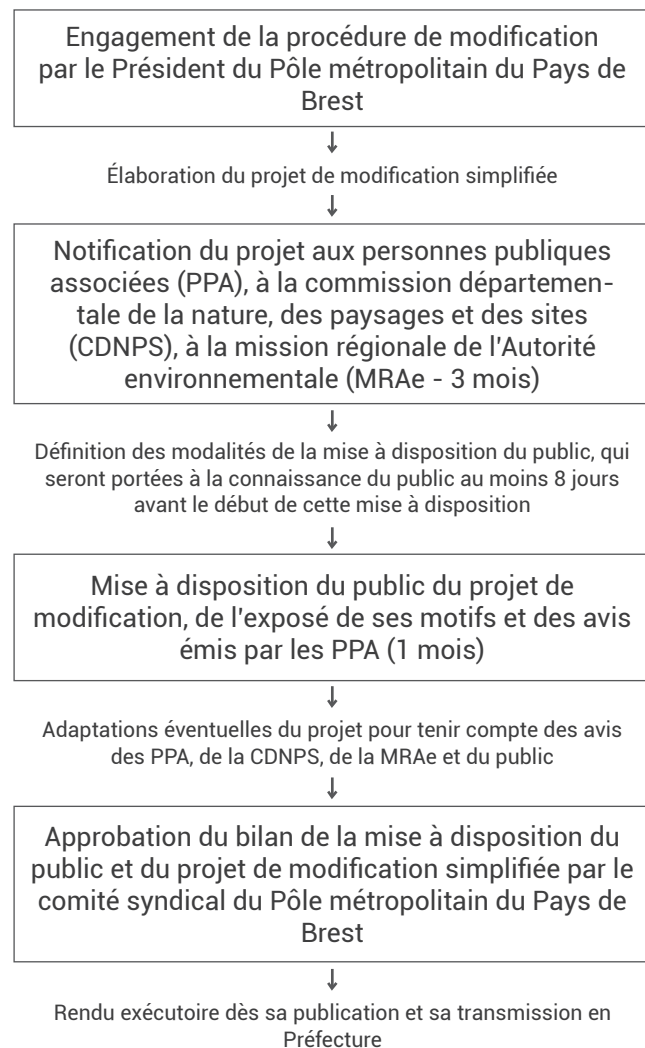 Engagement de la procédure de modification
par le Président du Pôle métropolitain du Pays de
Brest
↓
Élaboration du projet de modification simplifiée
↓
Notification du projet aux personnes publiques
associées (PPA), à la commission départemen-
tale de la nature, des paysages et des sites
(CDNPS), à la mission régionale de l'Autorité
environnementale (MRAe - 3 mois)
↓
Définition des modalités de la mise à disposition du public, qui
seront portées à la connaissance du public au moins 8 jours
avant le début de cette mise à disposition
↓
Mise à disposition du public du projet de
modification, de l'exposé de ses motifs et des avis
émis par les PPA (1 mois)
↓
Adaptations éventuelles du projet pour tenir compte des avis
des PPA, de la CDNPS, de la MRAe et du public
↓
Approbation du bilan de la mise à disposition du
public et du projet de modification simplifiée par le
comité syndical du Pôle métropolitain du Pays de
Brest
↓
Rendu exécutoire dès sa publication et sa transmission en
Préfecture